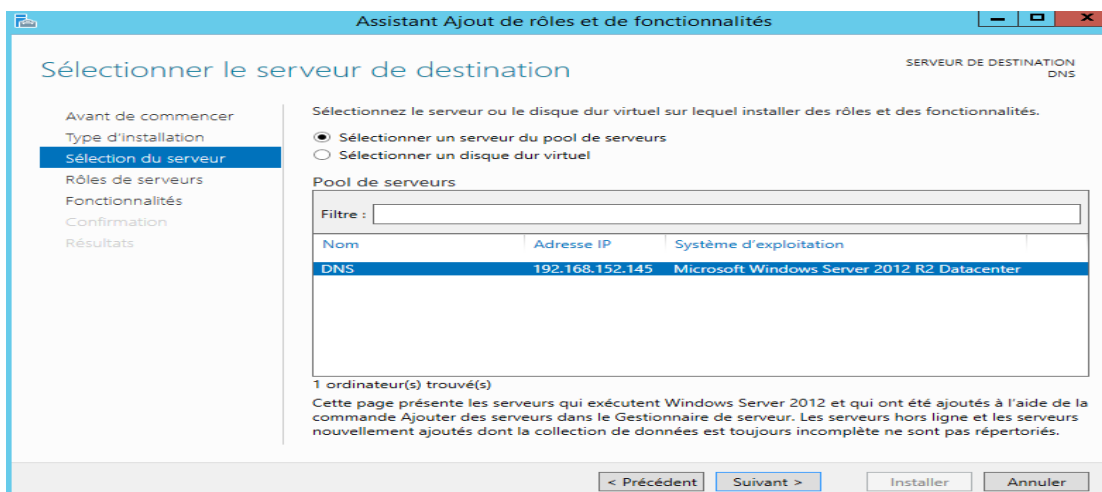 Assistant Ajout de rôles et de fonctionnalités
Sélectionner le serveur de destination
SERVEUR DE DESTINATION
DNS
Avant de commencer
Type d'installation
Sélection du serveur
Rôles de serveurs
Fonctionnalités
Confirmation
Résultats
Sélectionnez le serveur ou le disque dur virtuel sur lequel installer des rôles et des fonctionnalités.
Sélectionner un serveur du pool de serveurs
Sélectionner un disque dur virtuel
Pool de serveurs
Filtre :
Nom Adresse IP Système d'exploitation
DNS 192.168.152.145 Microsoft Windows Server 2012 R2 Datacenter
1 ordinateur(s) trouvé(s)
Cette page présente les serveurs qui exécutent Windows Server 2012 et qui ont été ajoutés à l'aide de la
commande Ajouter des serveurs dans le Gestionnaire de serveur. Les serveurs hors ligne et les serveurs
nouvellement ajoutés dont la collection de données est toujours incomplète ne sont pas répertoriés.
< Précédent Suivant > Installer Annuler